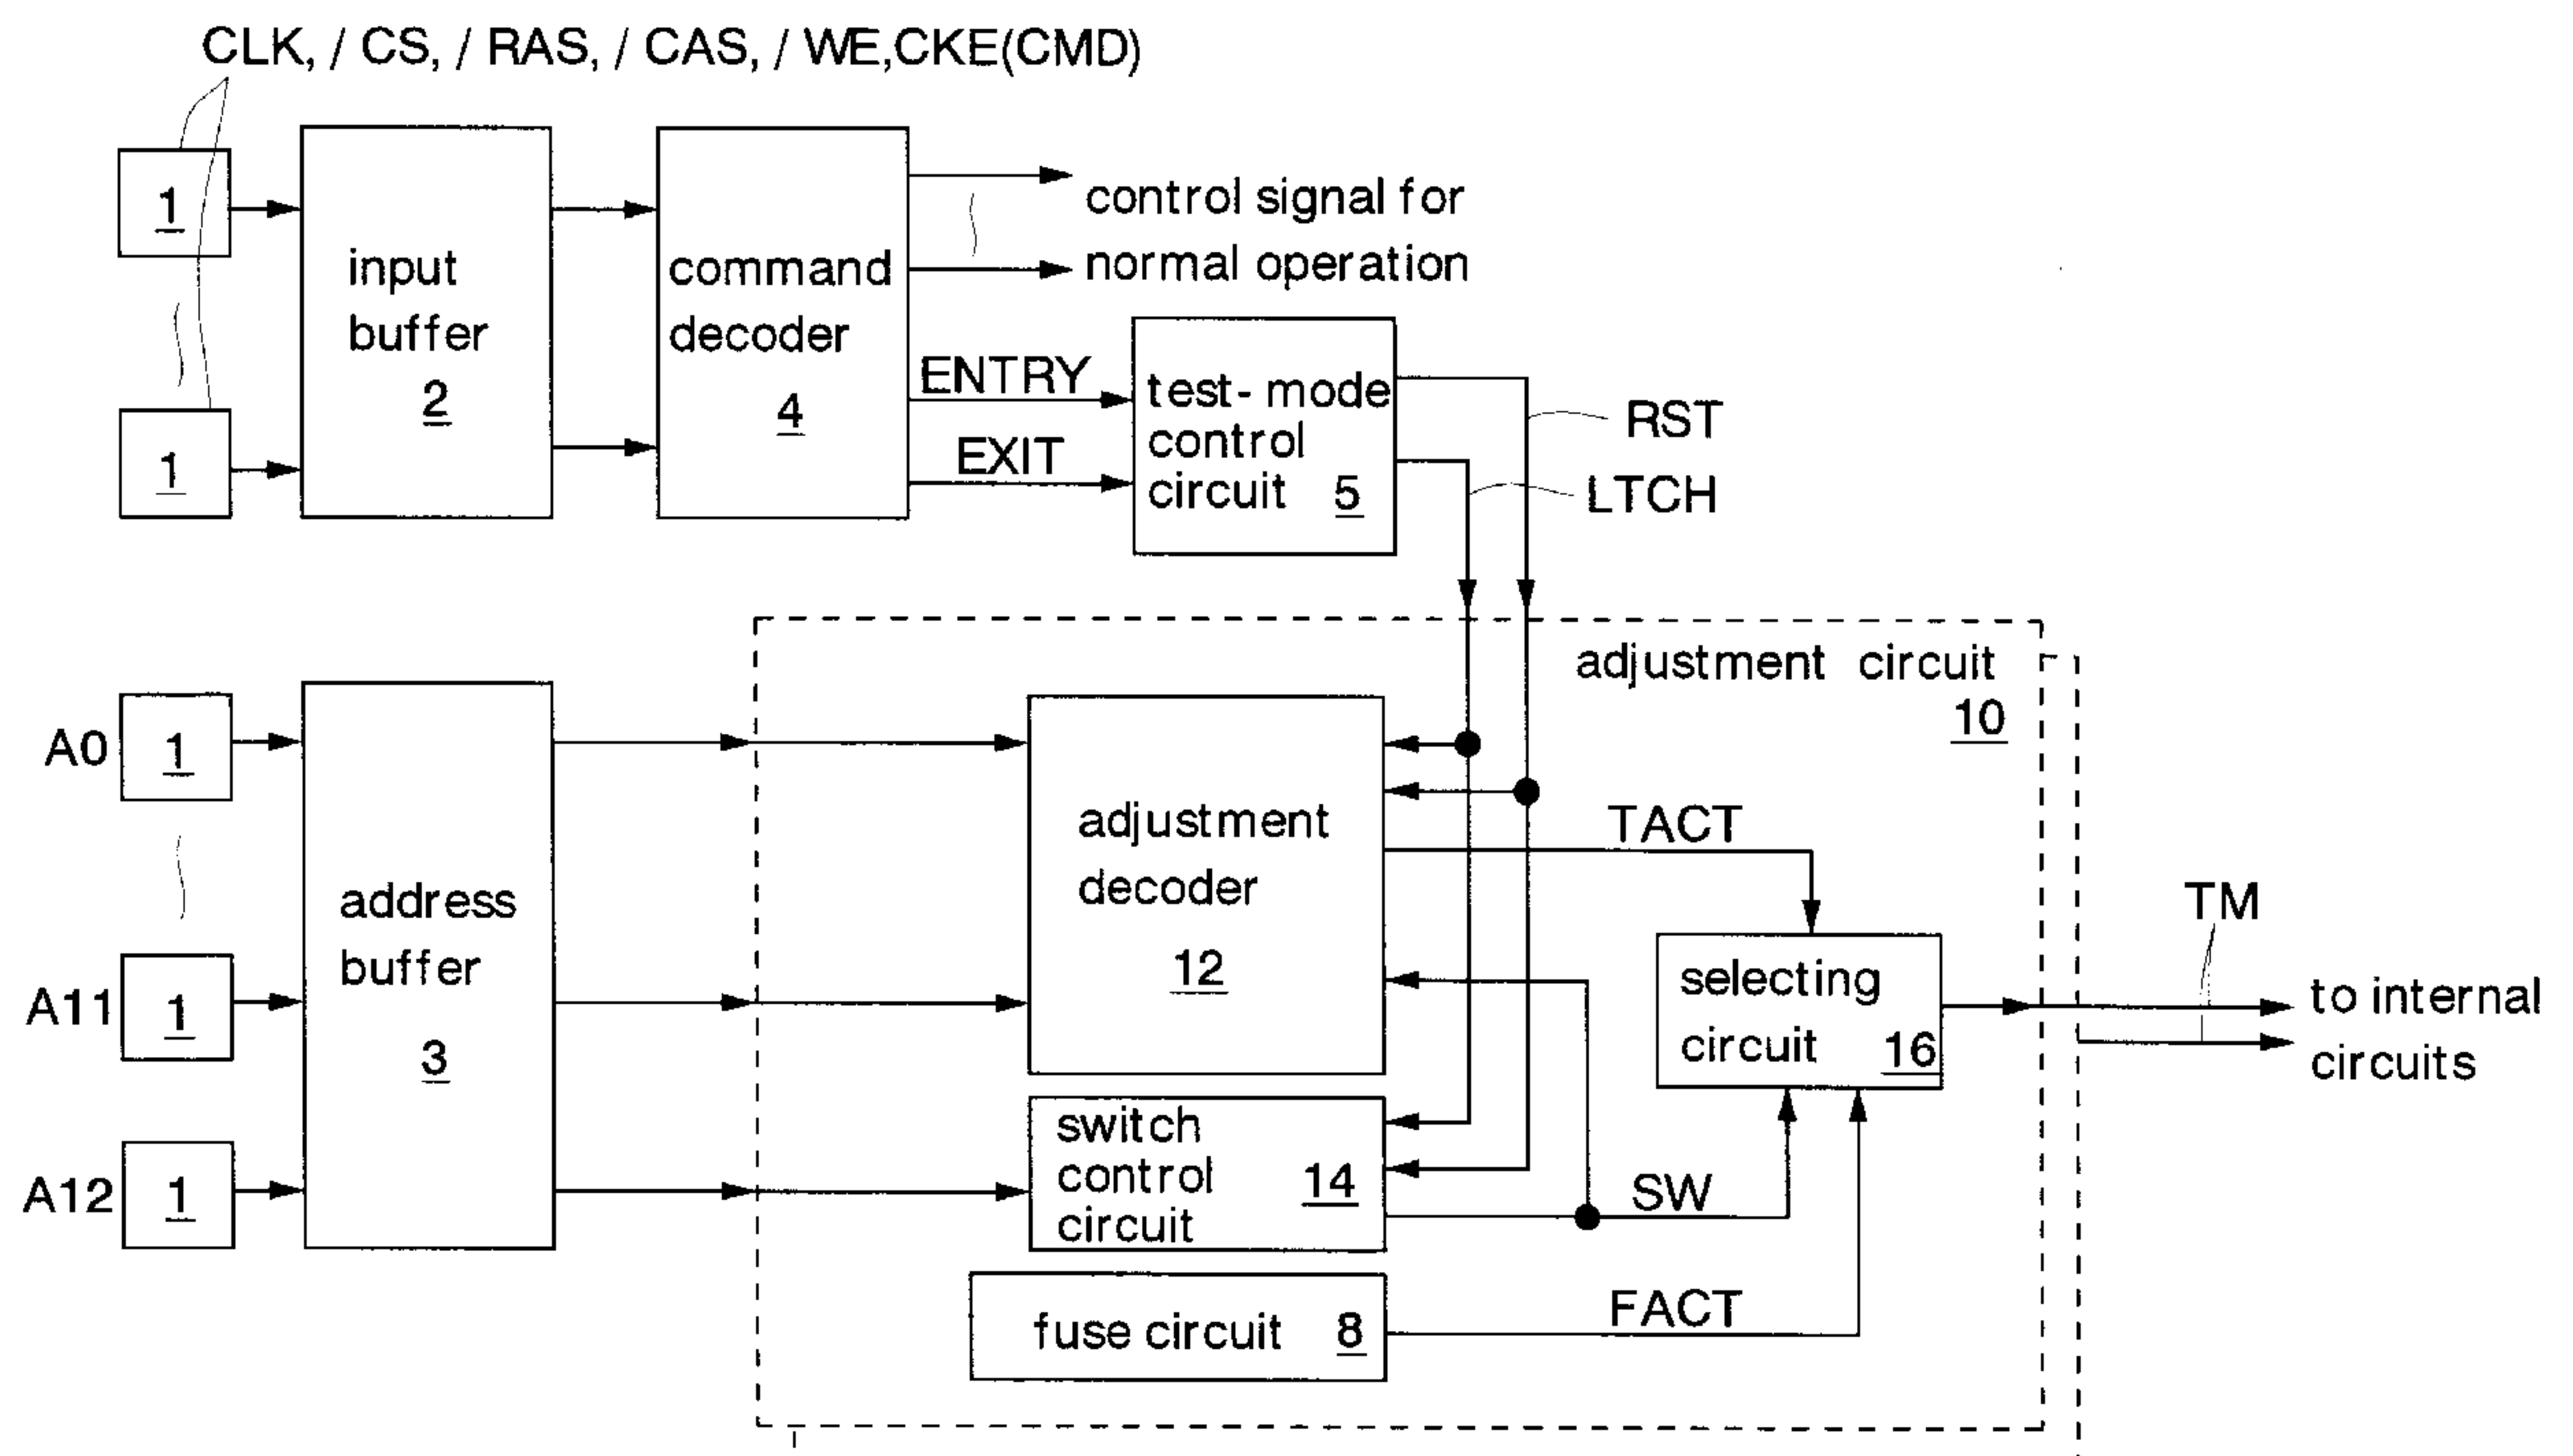 CLK, / CS, / RAS, / CAS, / WE,CKE(CMD)
1
1
input
buffer
2
command
decoder
4
control signal for
normal operation
ENTRY
EXIT
test- mode
control
circuit 5
RST
LTCH
adjustment circuit
10
A0 1
A11 1
A12 1
address
buffer
3
adjustment
decoder
12
TACT
TM
selecting
circuit 16
to internal
circuits
switch
control 14
circuit
SW
fuse circuit 8
FACT